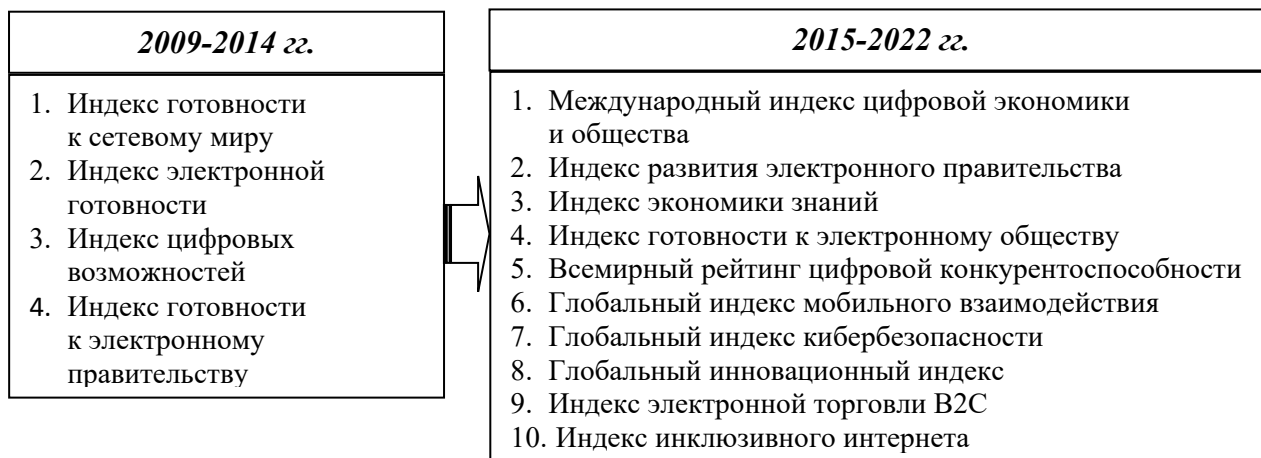 2009-2014 гг.
1. Индекс готовности
к сетевому миру
2. Индекс электронной
готовности
3. Индекс цифровых
возможностей
4. Индекс готовности
к электронному
правительству
2015-2022 гг.
1. Международный индекс цифровой экономики
и общества
2. Индекс развития электронного правительства
3. Индекс экономики знаний
4. Индекс готовности к электронному обществу
5. Всемирный рейтинг цифровой конкурентоспособности
6. Глобальный индекс мобильного взаимодействия
7. Глобальный индекс кибербезопасности
8. Глобальный инновационный индекс
9. Индекс электронной торговли B2C
10. Индекс инклюзивного интернета